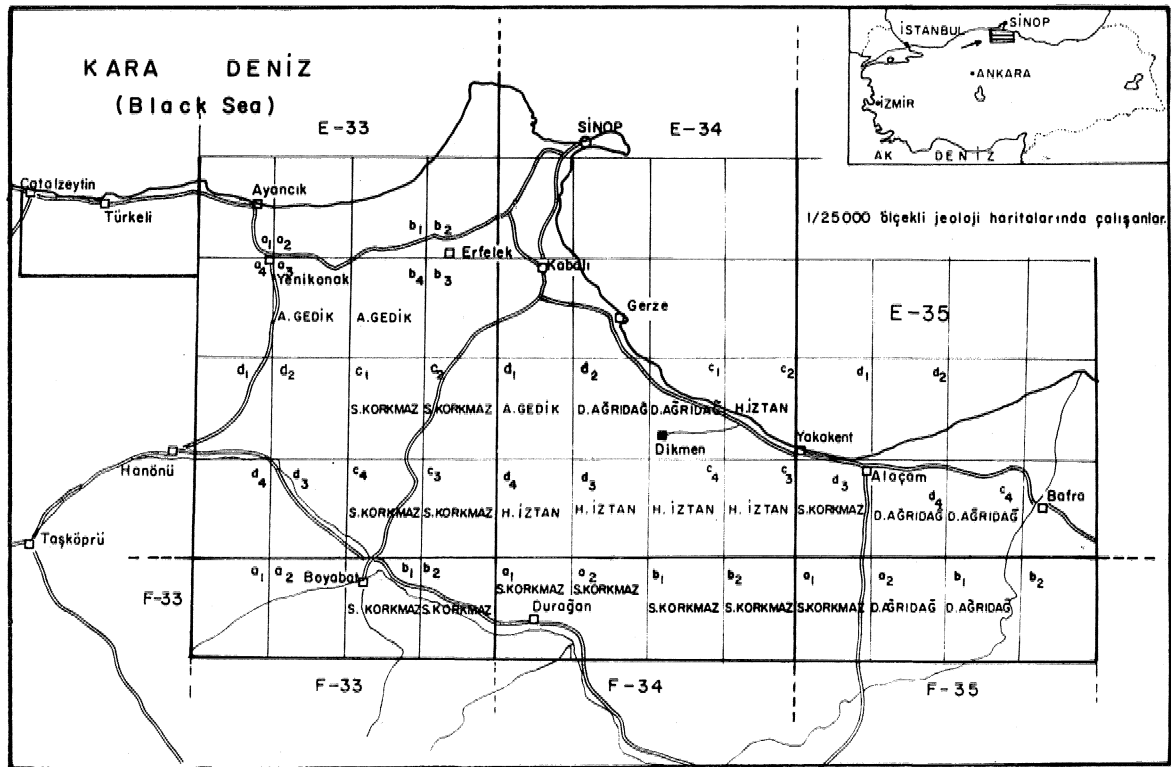 KARA DENİZ
(Black Sea)
E-33
E-34
SİNOP
İSTANBUL
SİNOP
ANKARA
İZMİR
AK DENİZ
1/25000 ölçekli jeoloji haritalarında çalışanlar.
Çatalzeytin
Türkeli
Ayancık
a1 a2
b1 b2
Erfelek
a4 a3
Yenikonak
b4 b3
Kabalı
A.GEDİK A.GEDİK
Gerze
E-35
d1 d2 c1 c2 d1 d2 c1 c2 d1 d2
S.KORKMAZ S.KORKMAZ A.GEDİK D.AĞRIDAĞ D.AĞRIDAĞ H.İZTAN
Dikmen
Yakakent
Hanönü
d4 d3 c4 c3 d4 d3 c4 c3 d3 Alaçam d4 c4
Bafra
S.KORKMAZ S.KORKMAZ H.İZTAN H.İZTAN H.İZTAN H.İZTAN S.KORKMAZ D.AĞRIDAĞ D.AĞRIDAĞ
Taşköprü
a1 a2 Boyabat b1 b2 a1 a2 b1 b2 a1 a2 b1 b2
S.KORKMAZ S.KORKMAZ
F-33
S.KORKMAZ S.KORKMAZ Durağan S.KORKMAZ S.KORKMAZ S.KORKMAZ D.AĞRIDAĞ D.AĞRIDAĞ
F-33
F-34
F-35